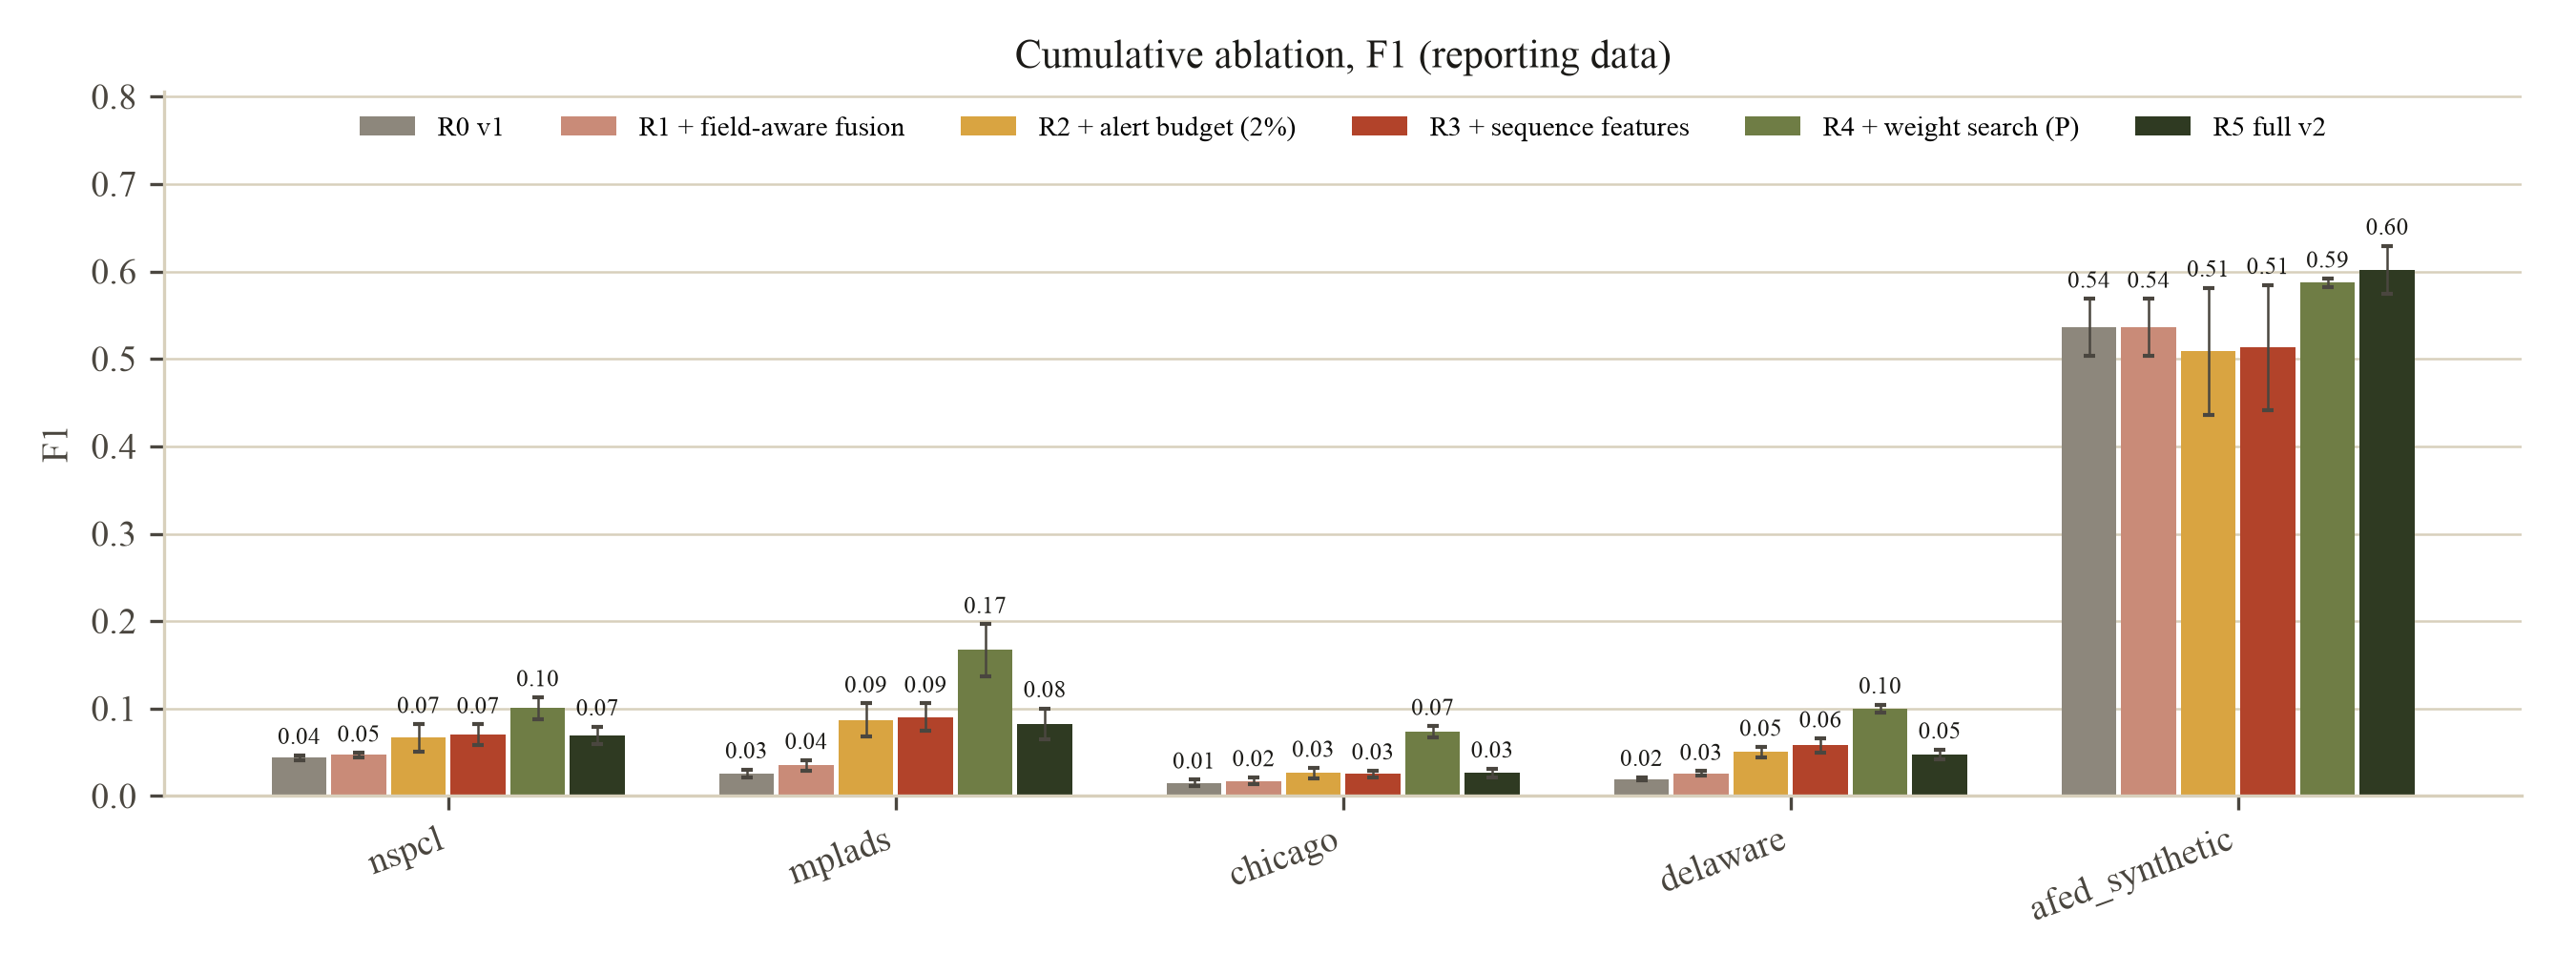 Cumulative ablation, F1 (reporting data)
R0 v1 R1 + field-aware fusion R2 + alert budget (2%) R3 + sequence features R4 + weight search (P) R5 full v2
F1
0.8
0.7
0.6
0.5
0.4
0.3
0.2
0.1
0.0
0.04 0.05 0.07 0.07 0.10 0.07
0.03 0.04 0.09 0.09 0.17 0.08
0.01 0.02 0.03 0.03 0.07 0.03
0.02 0.03 0.05 0.06 0.10 0.05
0.54 0.54 0.51 0.51 0.59 0.60
nspcl
mplads
chicago
delaware
afed_synthetic